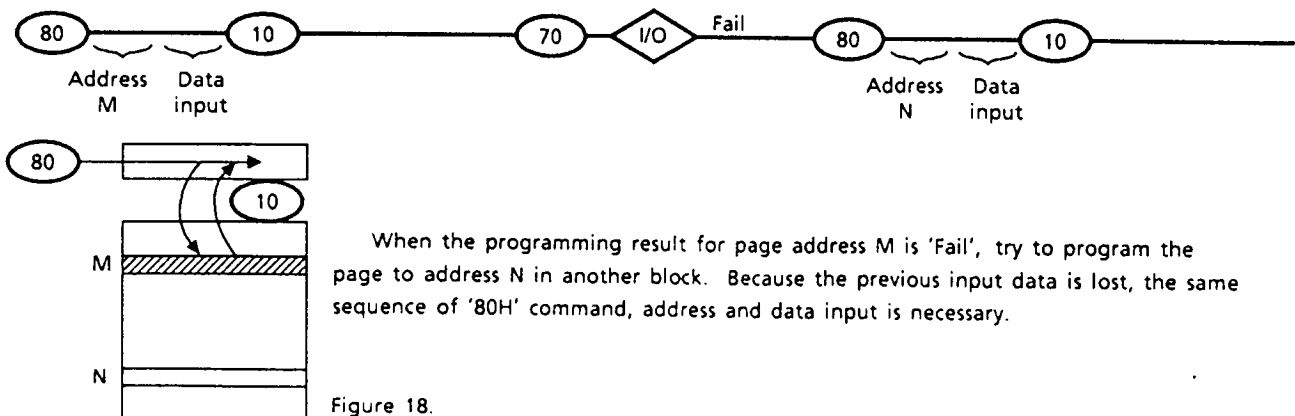 80 10 70 I/O Fail 80 10
Address Data Address Data
M input N input
80
10
When the programming result for page address M is 'Fail', try to program the
M
page to address N in another block. Because the previous input data is lost, the same
sequence of '80H' command, address and data input is necessary.
N
Figure 18.